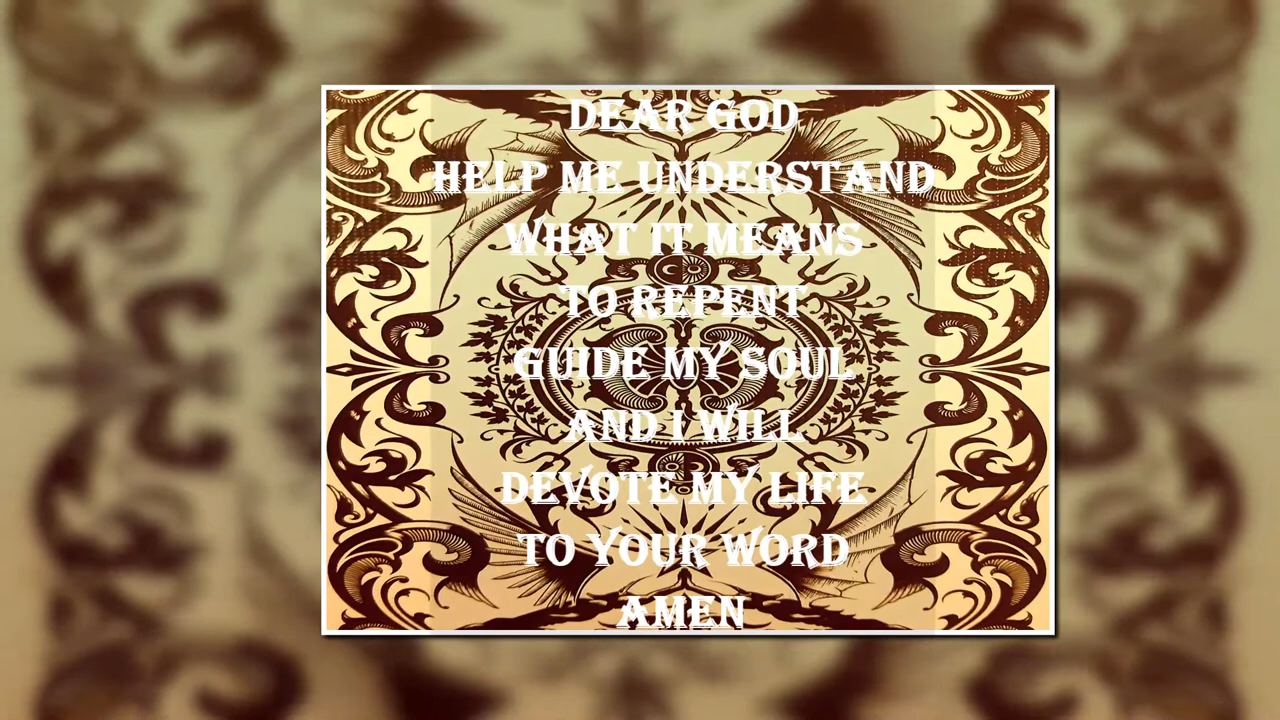 DEAR GOD
HELP ME UNDERSTAND
WHAT IT MEANS
TO REPENT
GUIDE MY SOUL
AND I WILL
DEVOTE MY LIFE
TO YOUR WORD
AMEN